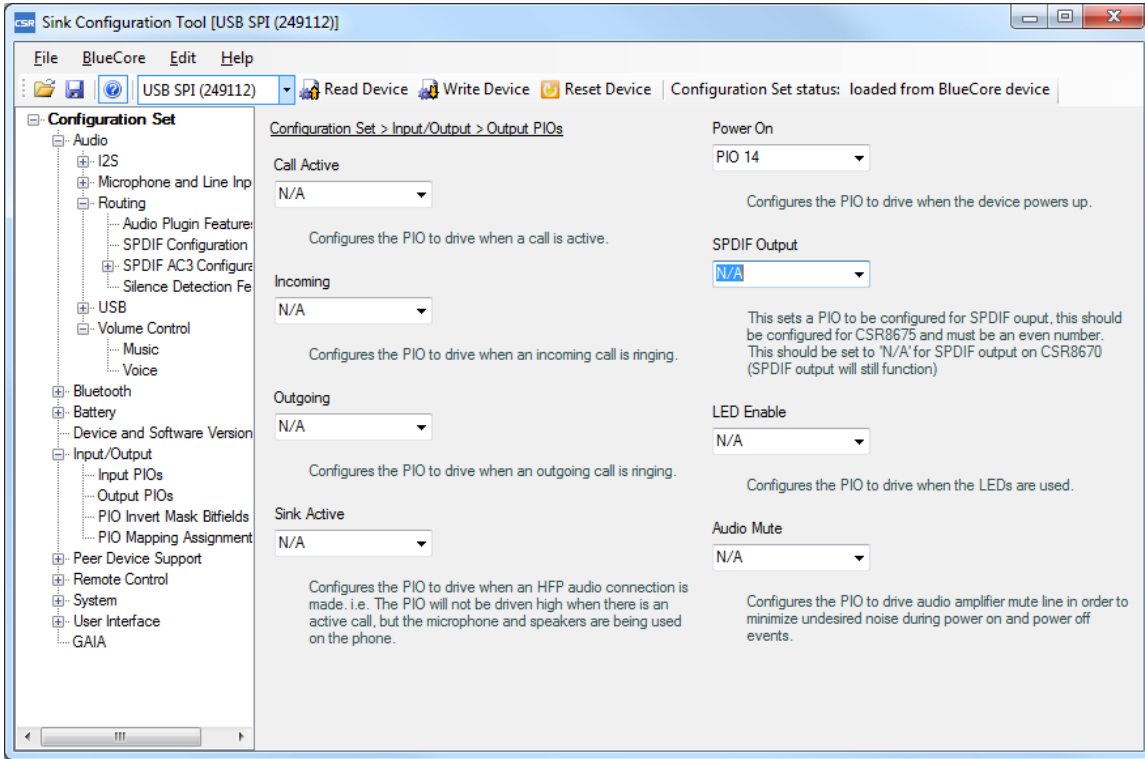 CSR Sink Configuration Tool [USB SPI (249112)]
File BlueCore Edit Help
USB SPI (249112) Read Device Write Device Reset Device Configuration Set status: loaded from BlueCore device
Configuration Set
Audio
I2S
Microphone and Line Inp
Routing
Audio Plugin Features
SPDIF Configuration
SPDIF AC3 Configura
Silence Detection Fe
USB
Volume Control
Music
Voice
Bluetooth
Battery
Device and Software Version
Input/Output
Input PIOs
Output PIOs
PIO Invert Mask Bitfields
PIO Mapping Assignment
Peer Device Support
Remote Control
System
User Interface
GAIA
Configuration Set > Input/Output > Output PIOs
Call Active
N/A
Configures the PIO to drive when a call is active.
Incoming
N/A
Configures the PIO to drive when an incoming call is ringing.
Outgoing
N/A
Configures the PIO to drive when an outgoing call is ringing.
Sink Active
N/A
Configures the PIO to drive when an HFP audio connection is
made. i.e. The PIO will not be driven high when there is an
active call, but the microphone and speakers are being used
on the phone.
Power On
PIO 14
Configures the PIO to drive when the device powers up.
SPDIF Output
N/A
This sets a PIO to be configured for SPDIF ouput, this should
be configured for CSR8675 and must be an even number.
This should be set to 'N/A' for SPDIF output on CSR8670
(SPDIF output will still function)
LED Enable
N/A
Configures the PIO to drive when the LEDs are used.
Audio Mute
N/A
Configures the PIO to drive audio amplifier mute line in order to
minimize undesired noise during power on and power off
events.